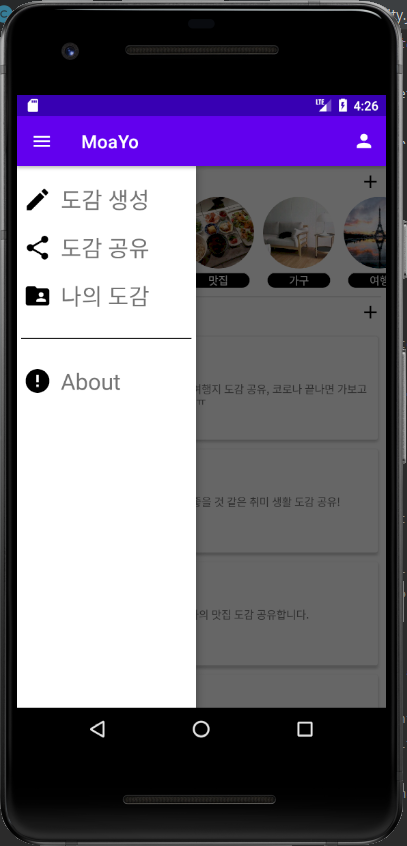 LTE 4:26
MoaYo
도감 생성
도감 공유
나의 도감
About
맛집
가구
여행
여행지 도감 공유, 코로나 끝나면 가보고
ㅠ
좋을 것 같은 취미 생활 도감 공유!
의 맛집 도감 공유합니다.